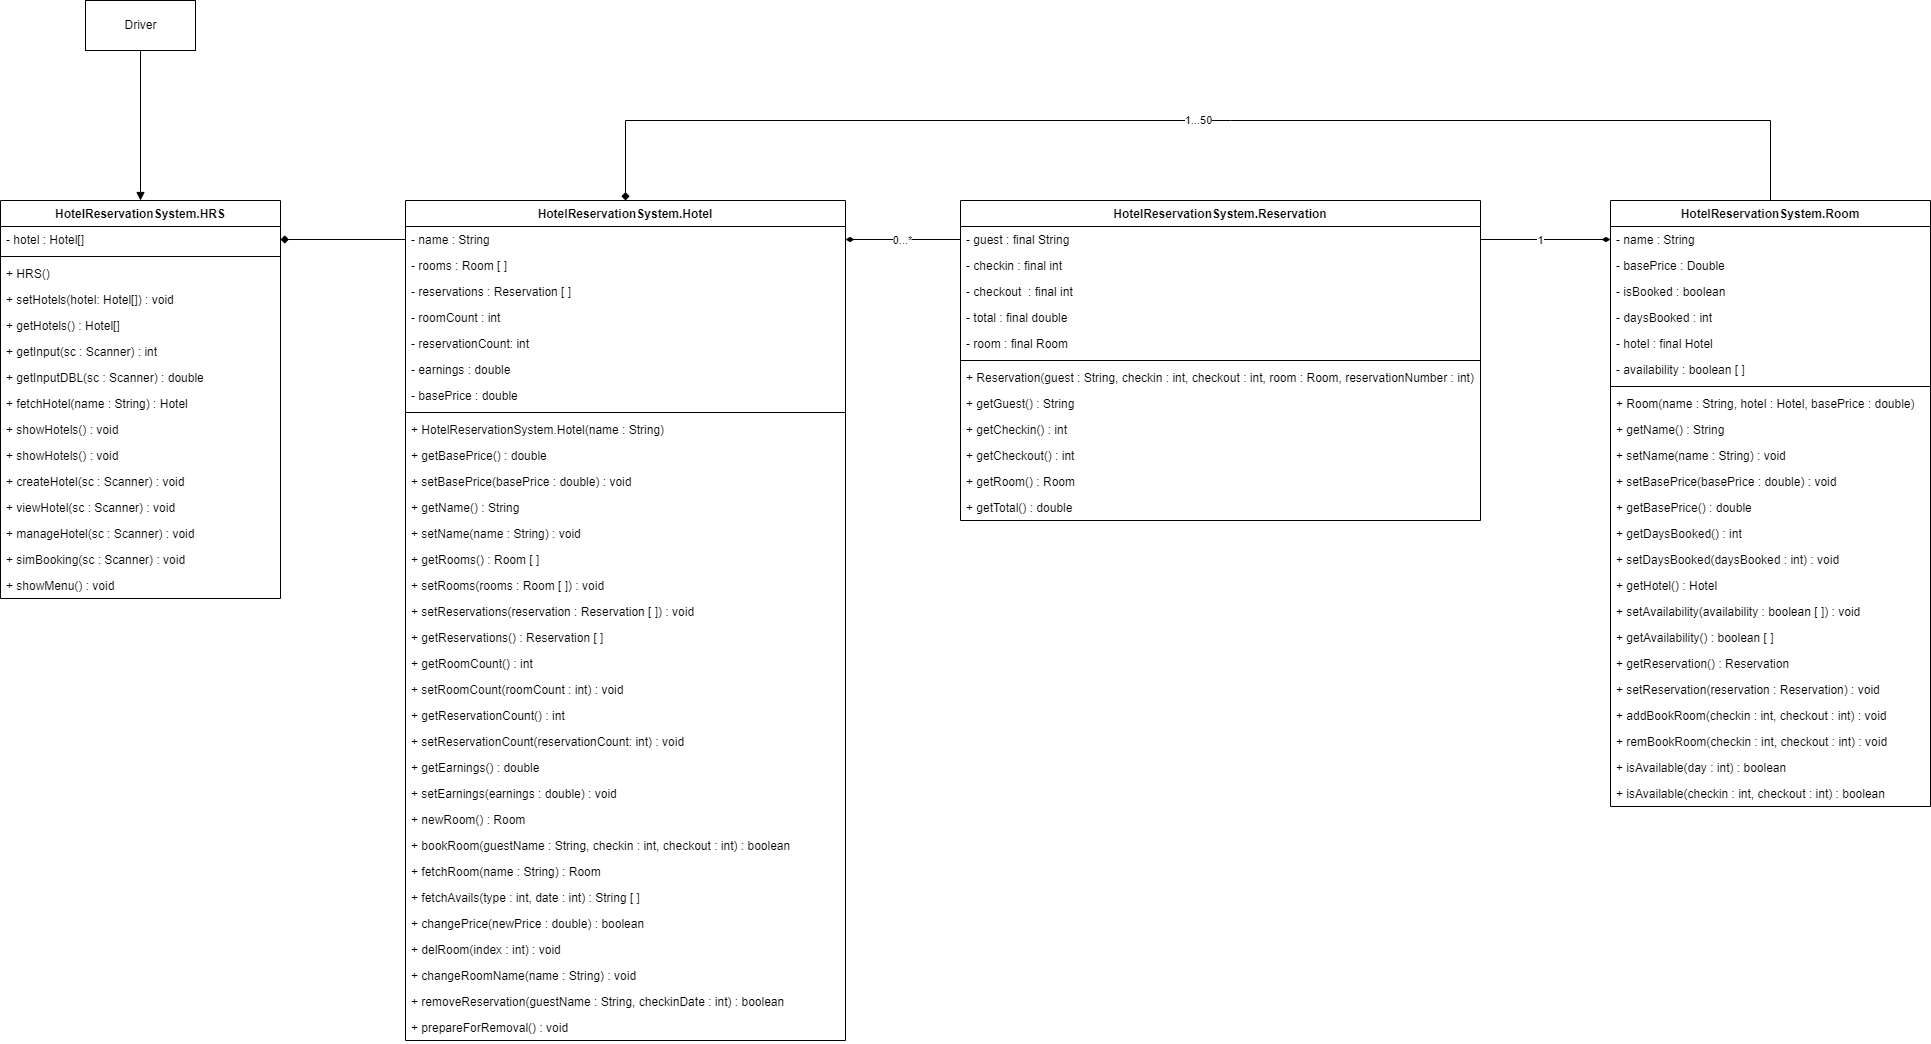 Driver
1...50
HotelReservationSystem.HRS
- hotel : Hotel[]
+ HRS()
+ setHotels(hotel: Hotel[]) : void
+ getHotels() : Hotel[]
+ getInput(sc : Scanner) : int
+ getInputDBL(sc : Scanner) : double
+ fetchHotel(name : String) : Hotel
+ showHotels() : void
+ showHotels() : void
+ createHotel(sc : Scanner) : void
+ viewHotel(sc : Scanner) : void
+ manageHotel(sc : Scanner) : void
+ simBooking(sc : Scanner) : void
+ showMenu() : void
HotelReservationSystem.Hotel
- name : String
- rooms : Room [ ]
- reservations : Reservation [ ]
- roomCount : int
- reservationCount: int
- earnings : double
- basePrice : double
+ HotelReservationSystem.Hotel(name : String)
+ getBasePrice() : double
+ setBasePrice(basePrice : double) : void
+ getName() : String
+ setName(name : String) : void
+ getRooms() : Room [ ]
+ setRooms(rooms : Room [ ]) : void
+ setReservations(reservation : Reservation [ ]) : void
+ getReservations() : Reservation [ ]
+ getRoomCount() : int
+ setRoomCount(roomCount : int) : void
+ getReservationCount() : int
+ setReservationCount(reservationCount: int) : void
+ getEarnings() : double
+ setEarnings(earnings : double) : void
+ newRoom() : Room
+ bookRoom(guestName : String, checkin : int, checkout : int) : boolean
+ fetchRoom(name : String) : Room
+ fetchAvails(type : int, date : int) : String [ ]
+ changePrice(newPrice : double) : boolean
+ delRoom(index : int) : void
+ changeRoomName(name : String) : void
+ removeReservation(guestName : String, checkinDate : int) : boolean
+ prepareForRemoval() : void
0...*
HotelReservationSystem.Reservation
- guest : final String
- checkin : final int
- checkout  : final int
- total : final double
- room : final Room
+ Reservation(guest : String, checkin : int, checkout : int, room : Room, reservationNumber : int)
+ getGuest() : String
+ getCheckin() : int
+ getCheckout() : int
+ getRoom() : Room
+ getTotal() : double
1
HotelReservationSystem.Room
- name : String
- basePrice : Double
- isBooked : boolean
- daysBooked : int
- hotel : final Hotel
- availability : boolean [ ]
+ Room(name : String, hotel : Hotel, basePrice : double)
+ getName() : String
+ setName(name : String) : void
+ setBasePrice(basePrice : double) : void
+ getBasePrice() : double
+ getDaysBooked() : int
+ setDaysBooked(daysBooked : int) : void
+ getHotel() : Hotel
+ setAvailability(availability : boolean [ ]) : void
+ getAvailability() : boolean [ ]
+ getReservation() : Reservation
+ setReservation(reservation : Reservation) : void
+ addBookRoom(checkin : int, checkout : int) : void
+ remBookRoom(checkin : int, checkout : int) : void
+ isAvailable(day : int) : boolean
+ isAvailable(checkin : int, checkout : int) : boolean